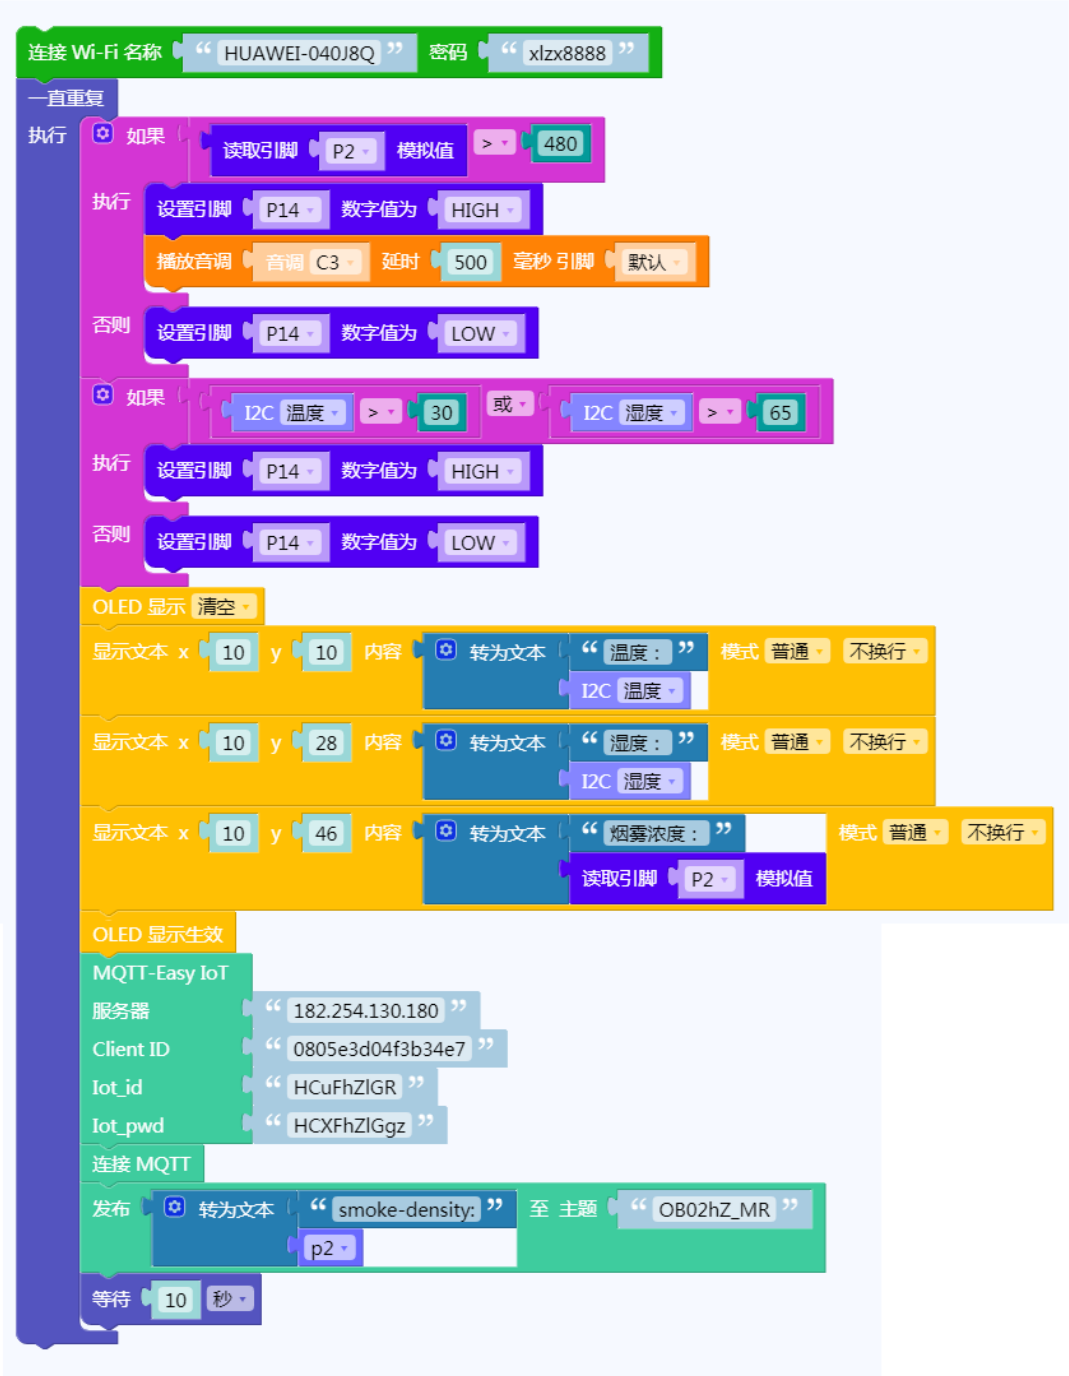 连接 Wi-Fi 名称 “ HUAWEI-040J8Q ” 密码 “ xlzx8888 ”
一直重复
执行 如果 读取引脚 P2 模拟值 > 480
执行 设置引脚 P14 数字值为 HIGH
播放音调 音调 C3 延时 500 毫秒 引脚 默认
否则 设置引脚 P14 数字值为 LOW
如果 I2C 温度 > 30 或 I2C 湿度 > 65
执行 设置引脚 P14 数字值为 HIGH
否则 设置引脚 P14 数字值为 LOW
OLED 显示 清空
显示文本 x 10 y 10 内容 转为文本 “ 温度： ” 模式 普通 不换行
I2C 温度
显示文本 x 10 y 28 内容 转为文本 “ 湿度： ” 模式 普通 不换行
I2C 湿度
显示文本 x 10 y 46 内容 转为文本 “ 烟雾浓度： ” 模式 普通 不换行
读取引脚 P2 模拟值
OLED 显示生效
MQTT-Easy IoT
服务器 “ 182.254.130.180 ”
Client ID “ 0805e3d04f3b34e7 ”
Iot_id “ HCuFhZlGR ”
Iot_pwd “ HCXFhZlGgz ”
连接 MQTT
发布 转为文本 “ smoke-density: ” 至 主题 “ OB02hZ_MR ”
p2
等待 10 秒